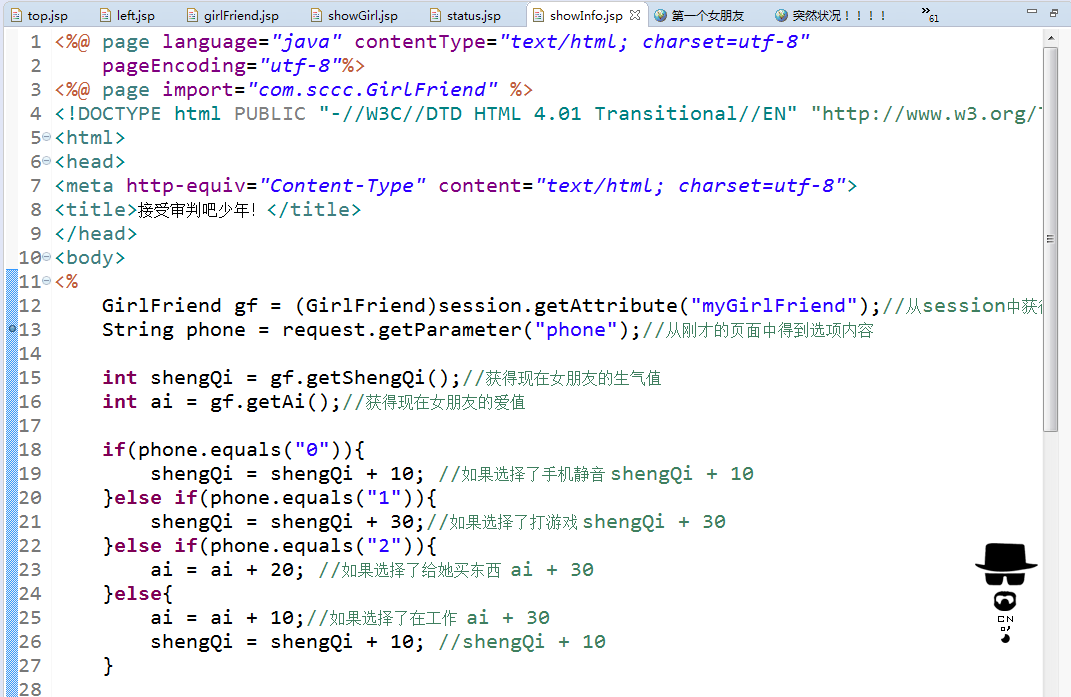 top.jsp left.jsp girlFriend.jsp showGirl.jsp status.jsp showInfo.jsp 第一个女朋友 突然状况！！！！ 61
1 <%@ page language="java" contentType="text/html; charset=utf-8"
2 pageEncoding="utf-8"%>
3 <%@ page import="com.sccc.GirlFriend" %>
4 <!DOCTYPE html PUBLIC "-//W3C//DTD HTML 4.01 Transitional//EN" "http://www.w3.org/
5 <html>
6 <head>
7 <meta http-equiv="Content-Type" content="text/html; charset=utf-8">
8 <title>接受审判吧少年！</title>
9 </head>
10 <body>
11 <%
12 GirlFriend gf = (GirlFriend)session.getAttribute("myGirlFriend");//从session中获
13 String phone = request.getParameter("phone");//从刚才的页面中得到选项内容
14
15 int shengQi = gf.getShengQi();//获得现在女朋友的生气值
16 int ai = gf.getAi();//获得现在女朋友的爱值
17
18 if(phone.equals("0")){
19 shengQi = shengQi + 10; //如果选择了手机静音 shengQi + 10
20 }else if(phone.equals("1")){
21 shengQi = shengQi + 30;//如果选择了打游戏 shengQi + 30
22 }else if(phone.equals("2")){
23 ai = ai + 20; //如果选择了给她买东西 ai + 30
24 }else{
25 ai = ai + 10;//如果选择了在工作 ai + 30
26 shengQi = shengQi + 10; //shengQi + 10
27 }
28
CN